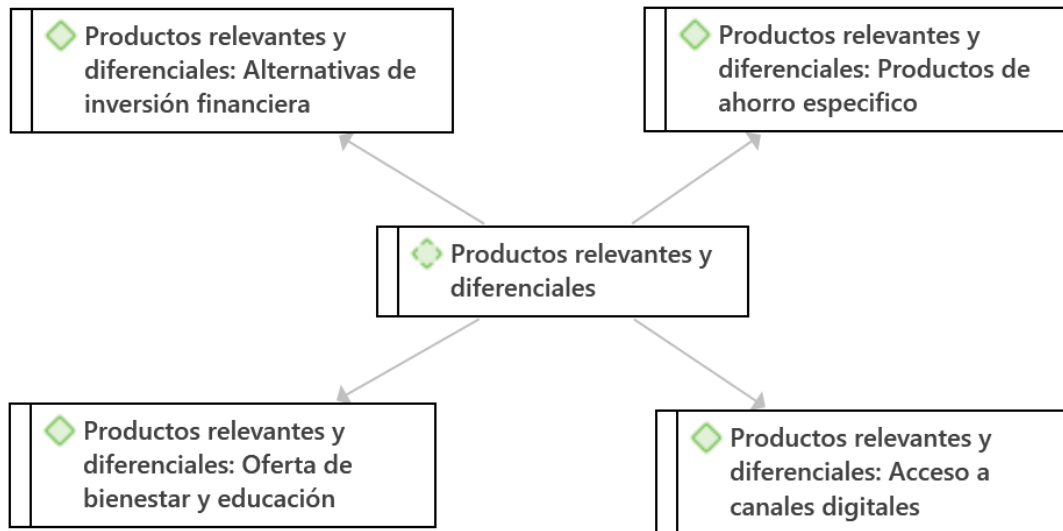 Productos relevantes y
diferenciales: Alternativas de
inversión financiera
Productos relevantes y
diferenciales: Productos de
ahorro especifico
Productos relevantes y
diferenciales
Productos relevantes y
diferenciales: Oferta de
bienestar y educación
Productos relevantes y
diferenciales: Acceso a
canales digitales